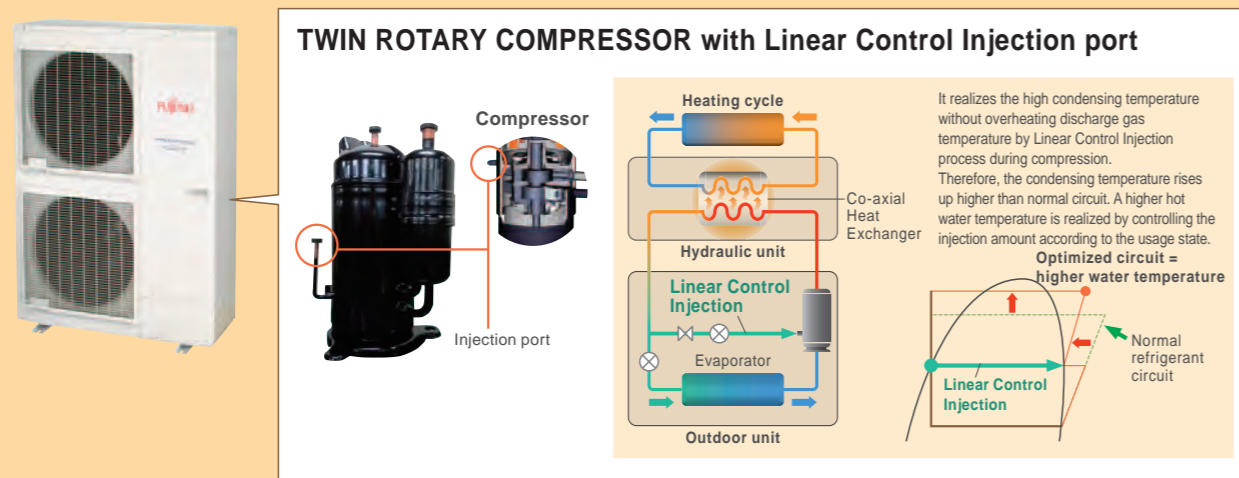 FUJITSU
TWIN ROTARY COMPRESSOR with Linear Control Injection port
Compressor
Injection port
Heating cycle
Co-axial
Heat
Exchanger
Hydraulic unit
Linear Control
Injection
Evaporator
Outdoor unit
It realizes the high condensing temperature
without overheating discharge gas
temperature by Linear Control Injection
process during compression.
Therefore, the condensing temperature rises
up higher than normal circuit. A higher hot
water temperature is realized by controlling the
injection amount according to the usage state.
Optimized circuit =
higher water temperature
Normal
refrigerant
circuit
Linear Control
Injection